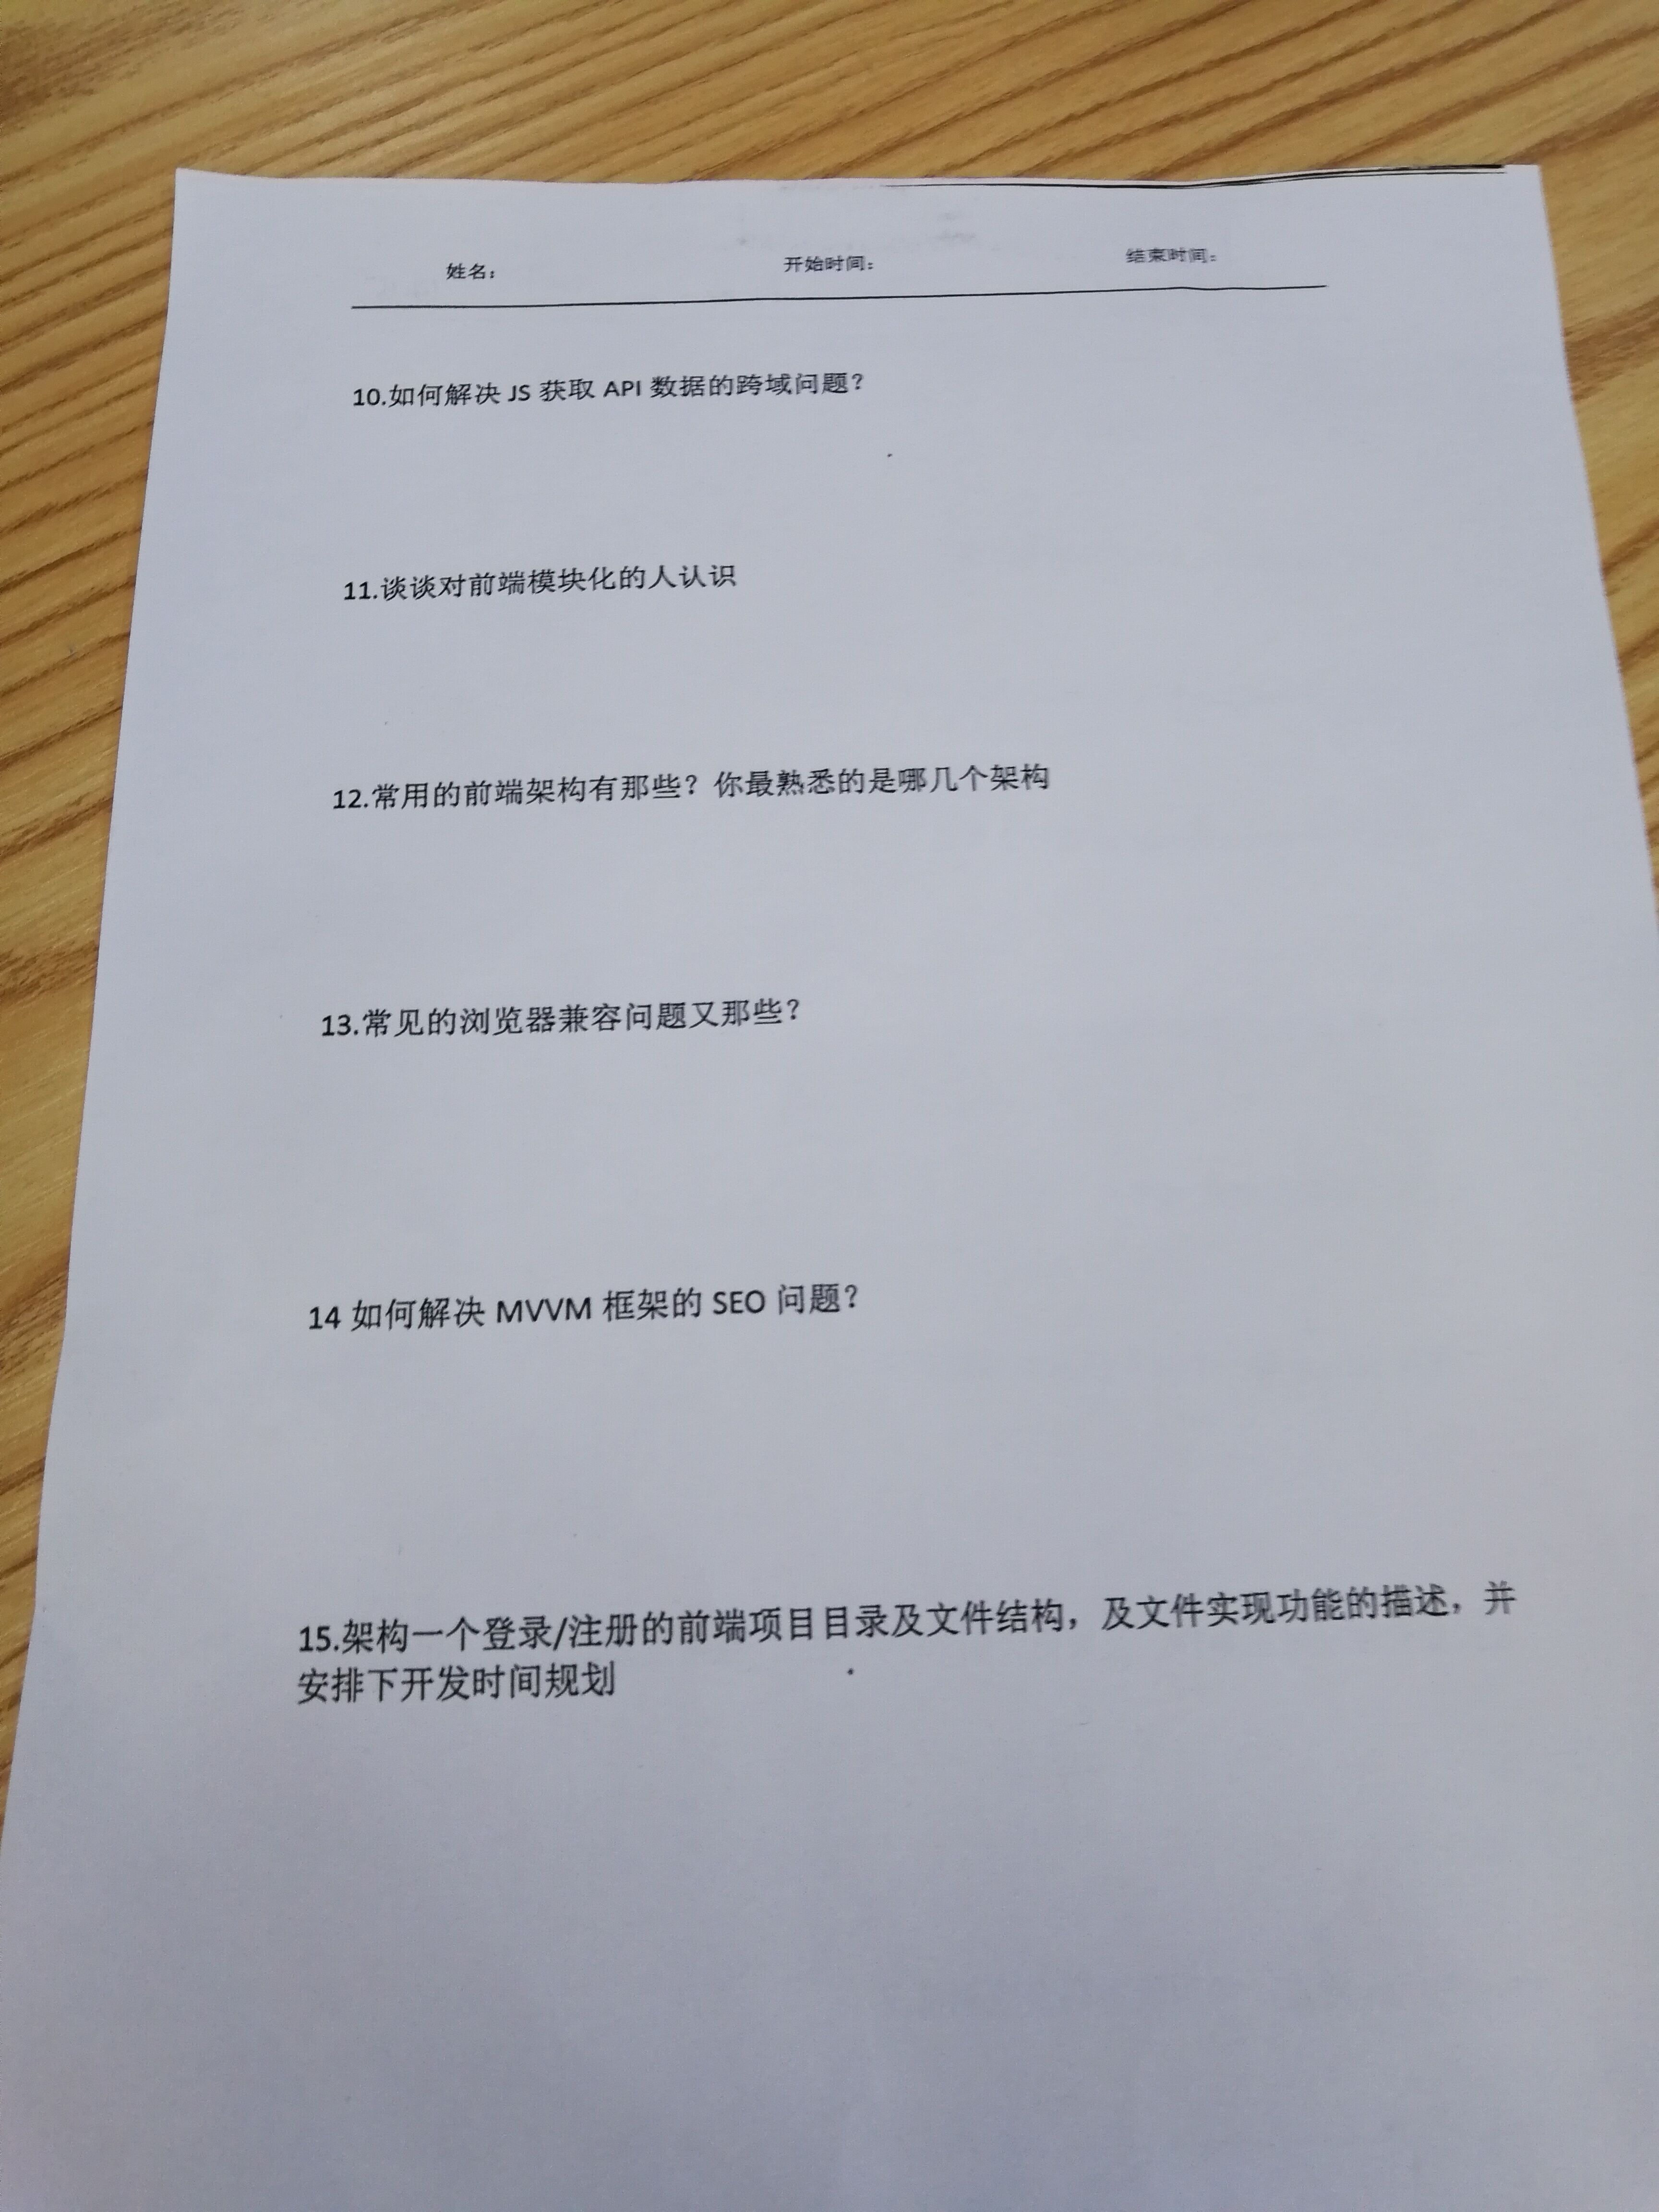 姓名： 开始时间： 结束时间：
10.如何解决 JS 获取 API 数据的跨域问题？
11.谈谈对前端模块化的人认识
12.常用的前端架构有那些？你最熟悉的是哪几个架构
13.常见的浏览器兼容问题又那些？
14 如何解决 MVVM 框架的 SEO 问题？
15.架构一个登录/注册的前端项目目录及文件结构，及文件实现功能的描述，并
安排下开发时间规划